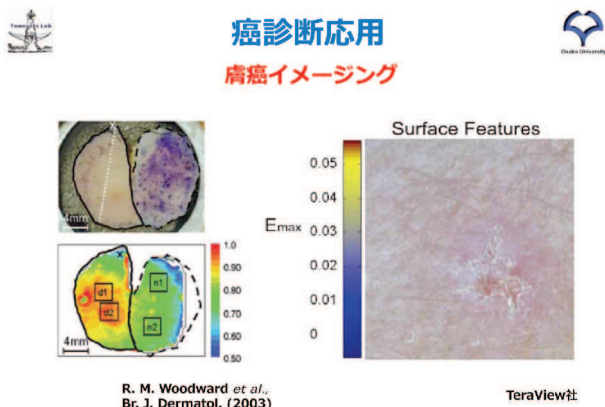 Tonouchi Lab
癌診断応用
Osaka University
膚癌イメージング
4mm
x
d1
d2
n1
n2
4mm
1.0
0.90
0.80
0.70
0.60
0.50
Surface Features
Emax
0.05
0.04
0.03
0.02
0.01
0
R. M. Woodward et al.,
Br. J. Dermatol. (2003)
TeraView社